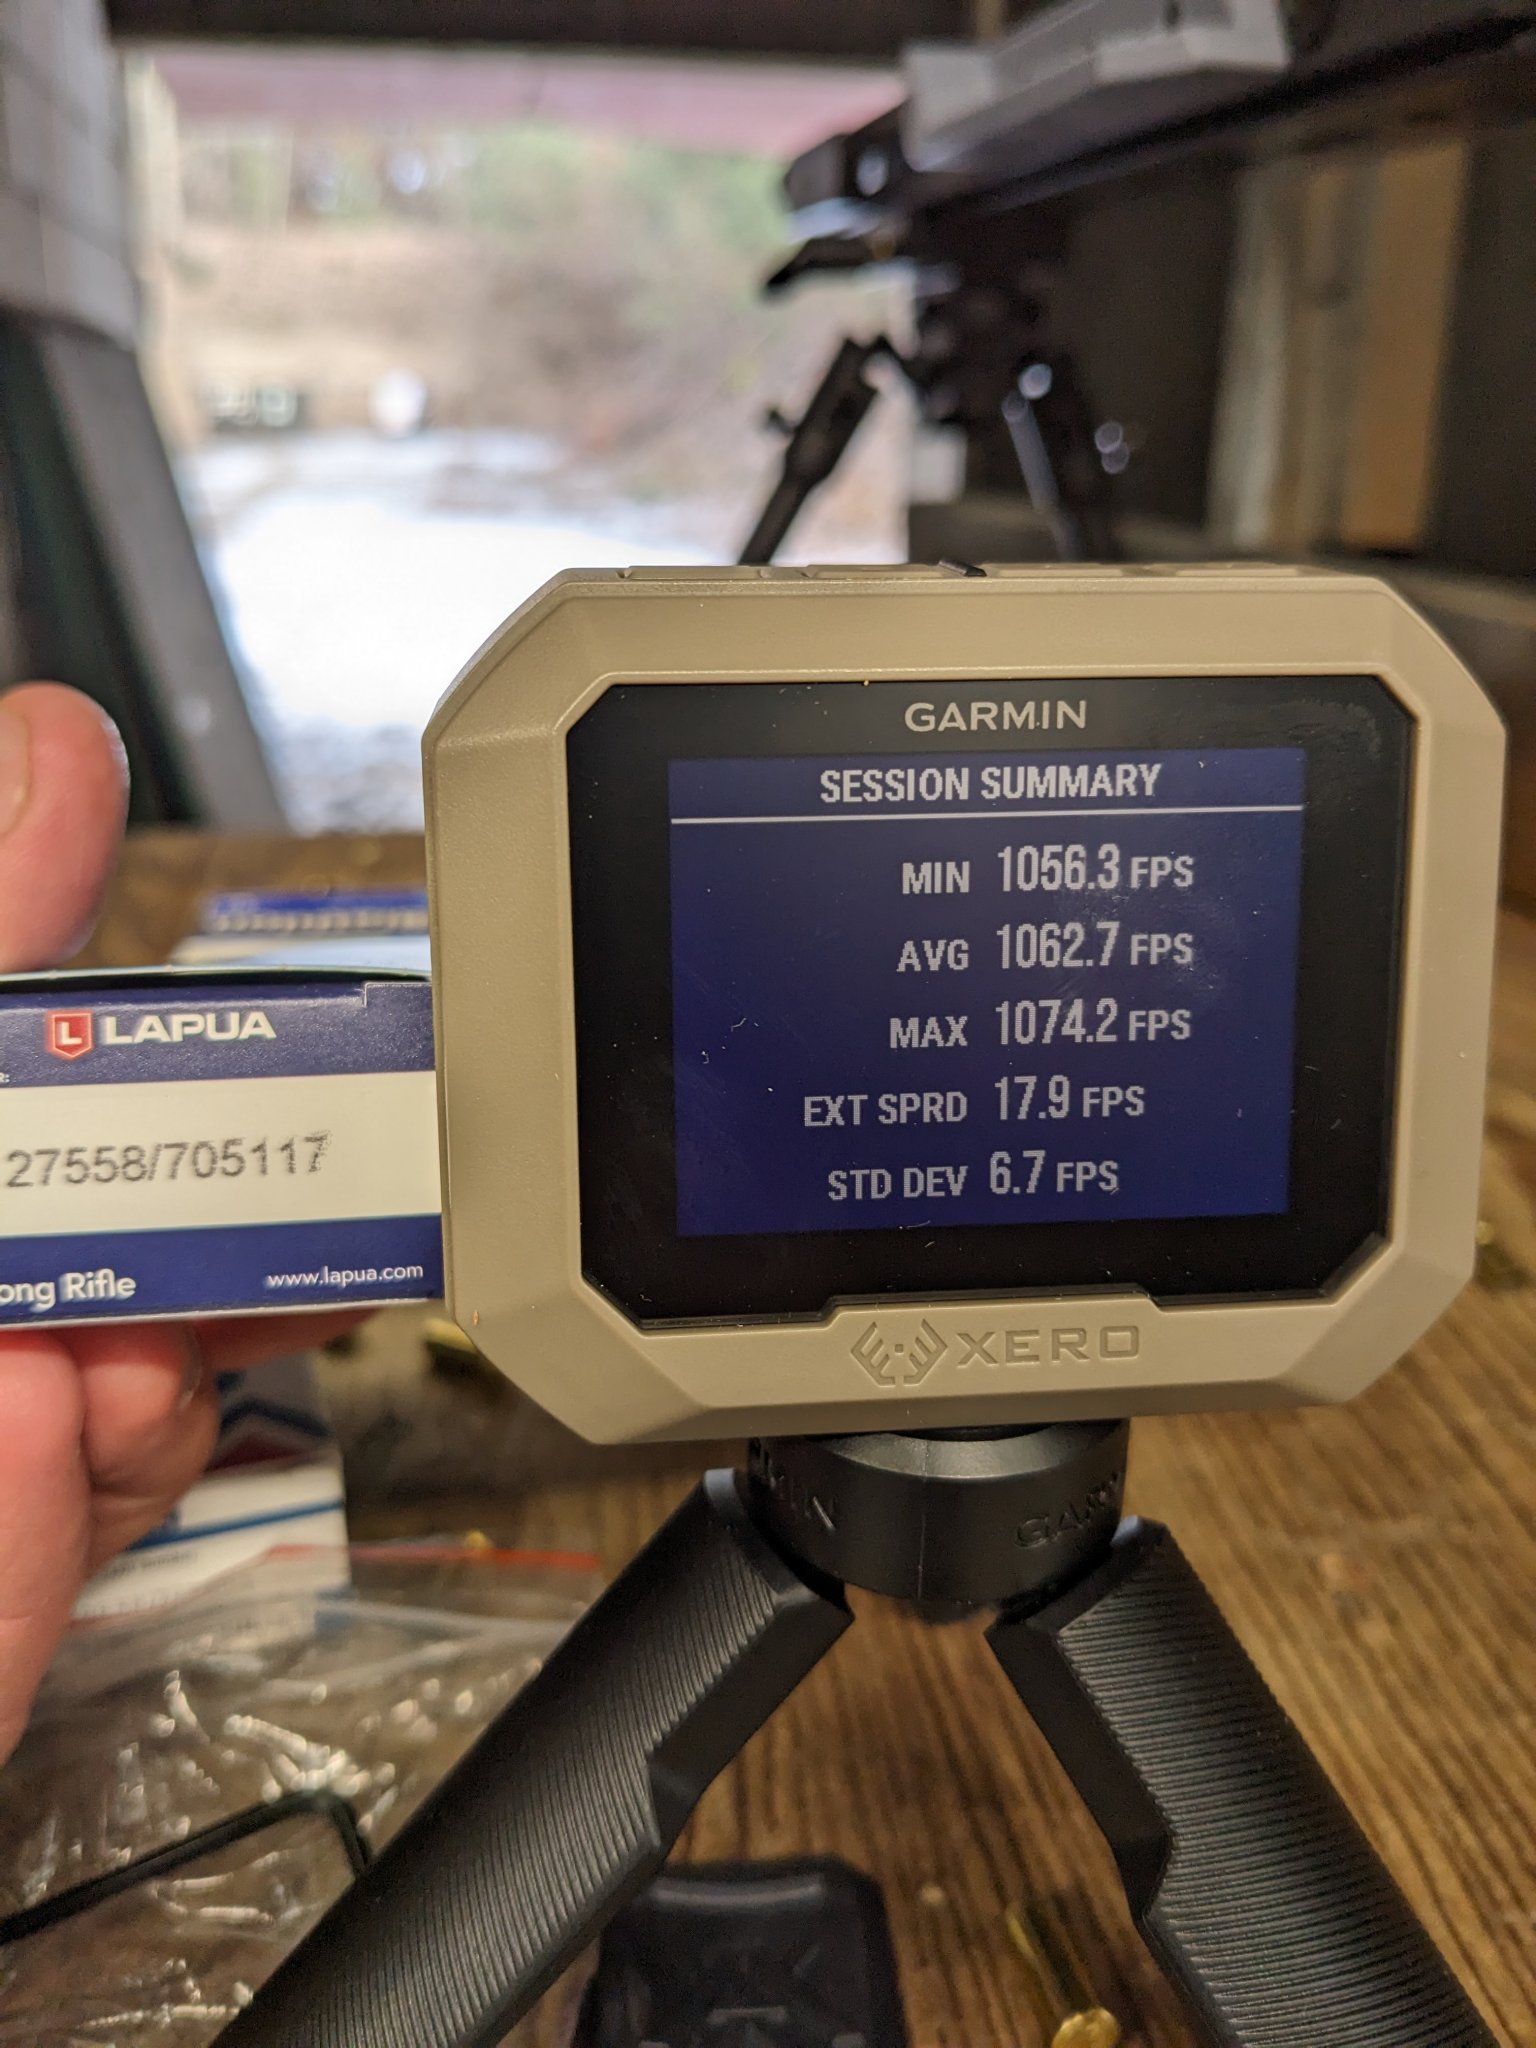 GARMIN
SESSION SUMMARY
MIN 1056.3 FPS
AVG 1062.7 FPS
MAX 1074.2 FPS
EXT SPRD 17.9 FPS
STD DEV 6.7 FPS
XERO
L LAPUA
27558/705117
ong Rifle
www.lapua.com
GARM